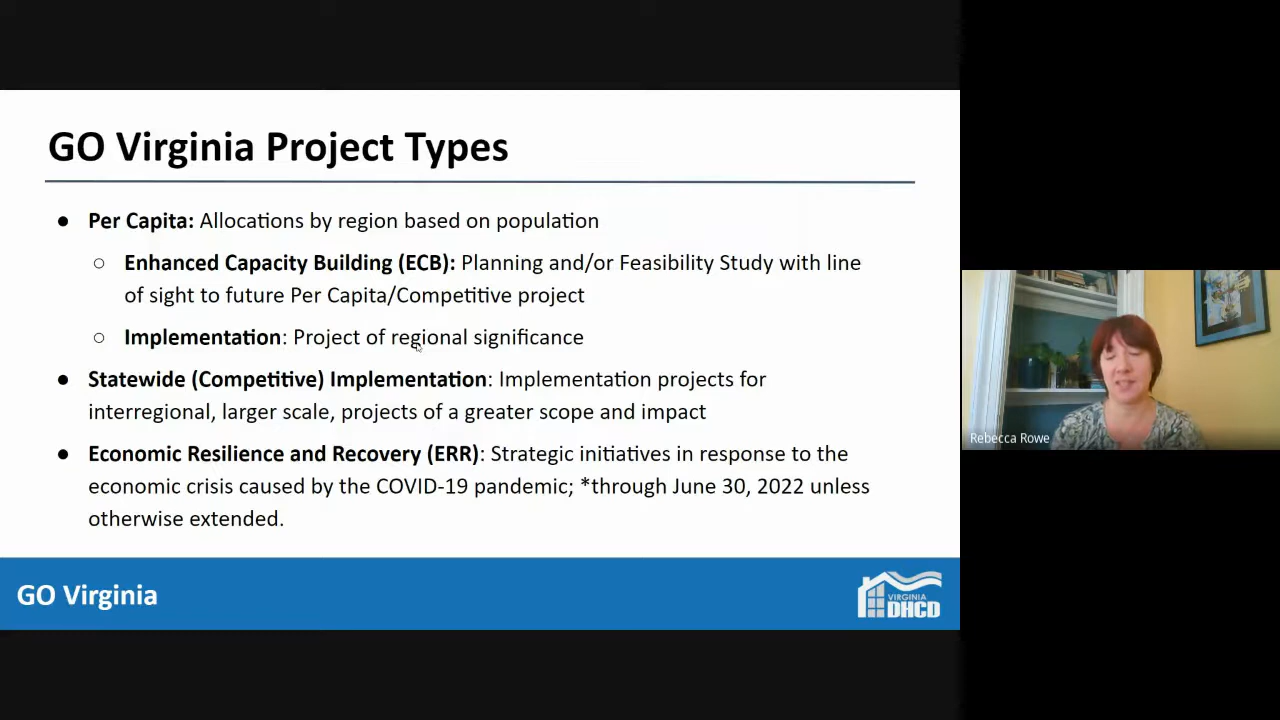 GO Virginia Project Types
● Per Capita: Allocations by region based on population
○ Enhanced Capacity Building (ECB): Planning and/or Feasibility Study with line
of sight to future Per Capita/Competitive project
○ Implementation: Project of regional significance
● Statewide (Competitive) Implementation: Implementation projects for
interregional, larger scale, projects of a greater scope and impact
● Economic Resilience and Recovery (ERR): Strategic initiatives in response to the
economic crisis caused by the COVID-19 pandemic; *through June 30, 2022 unless
otherwise extended.
GO Virginia
VIRGINIA
DHCD
Rebecca Rowe